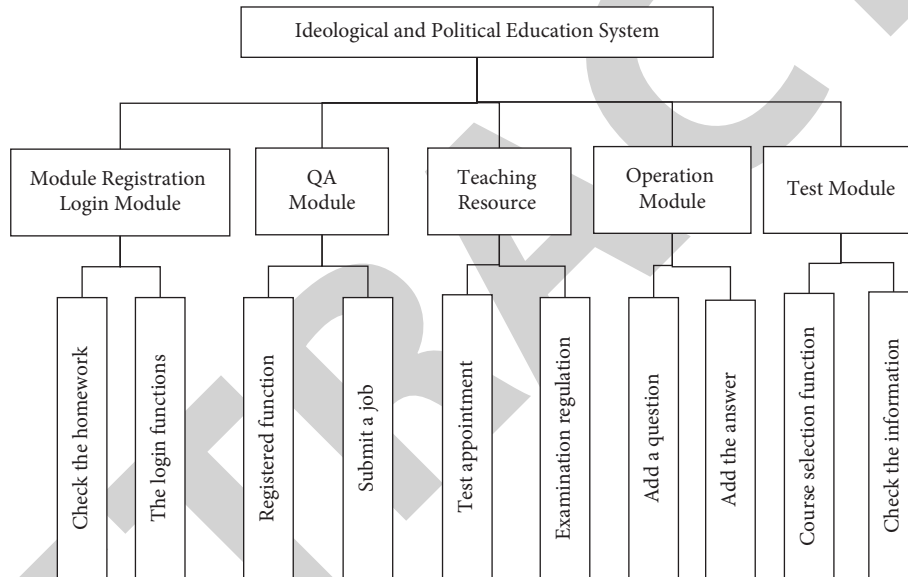 Ideological and Political Education System
Module Registration
Login Module
QA
Module
Teaching
Resource
Operation
Module
Test Module
Check the homework
The login functions
Registered function
Submit a job
Test appointment
Examination regulation
Add a question
Add the answer
Course selection function
Check the information